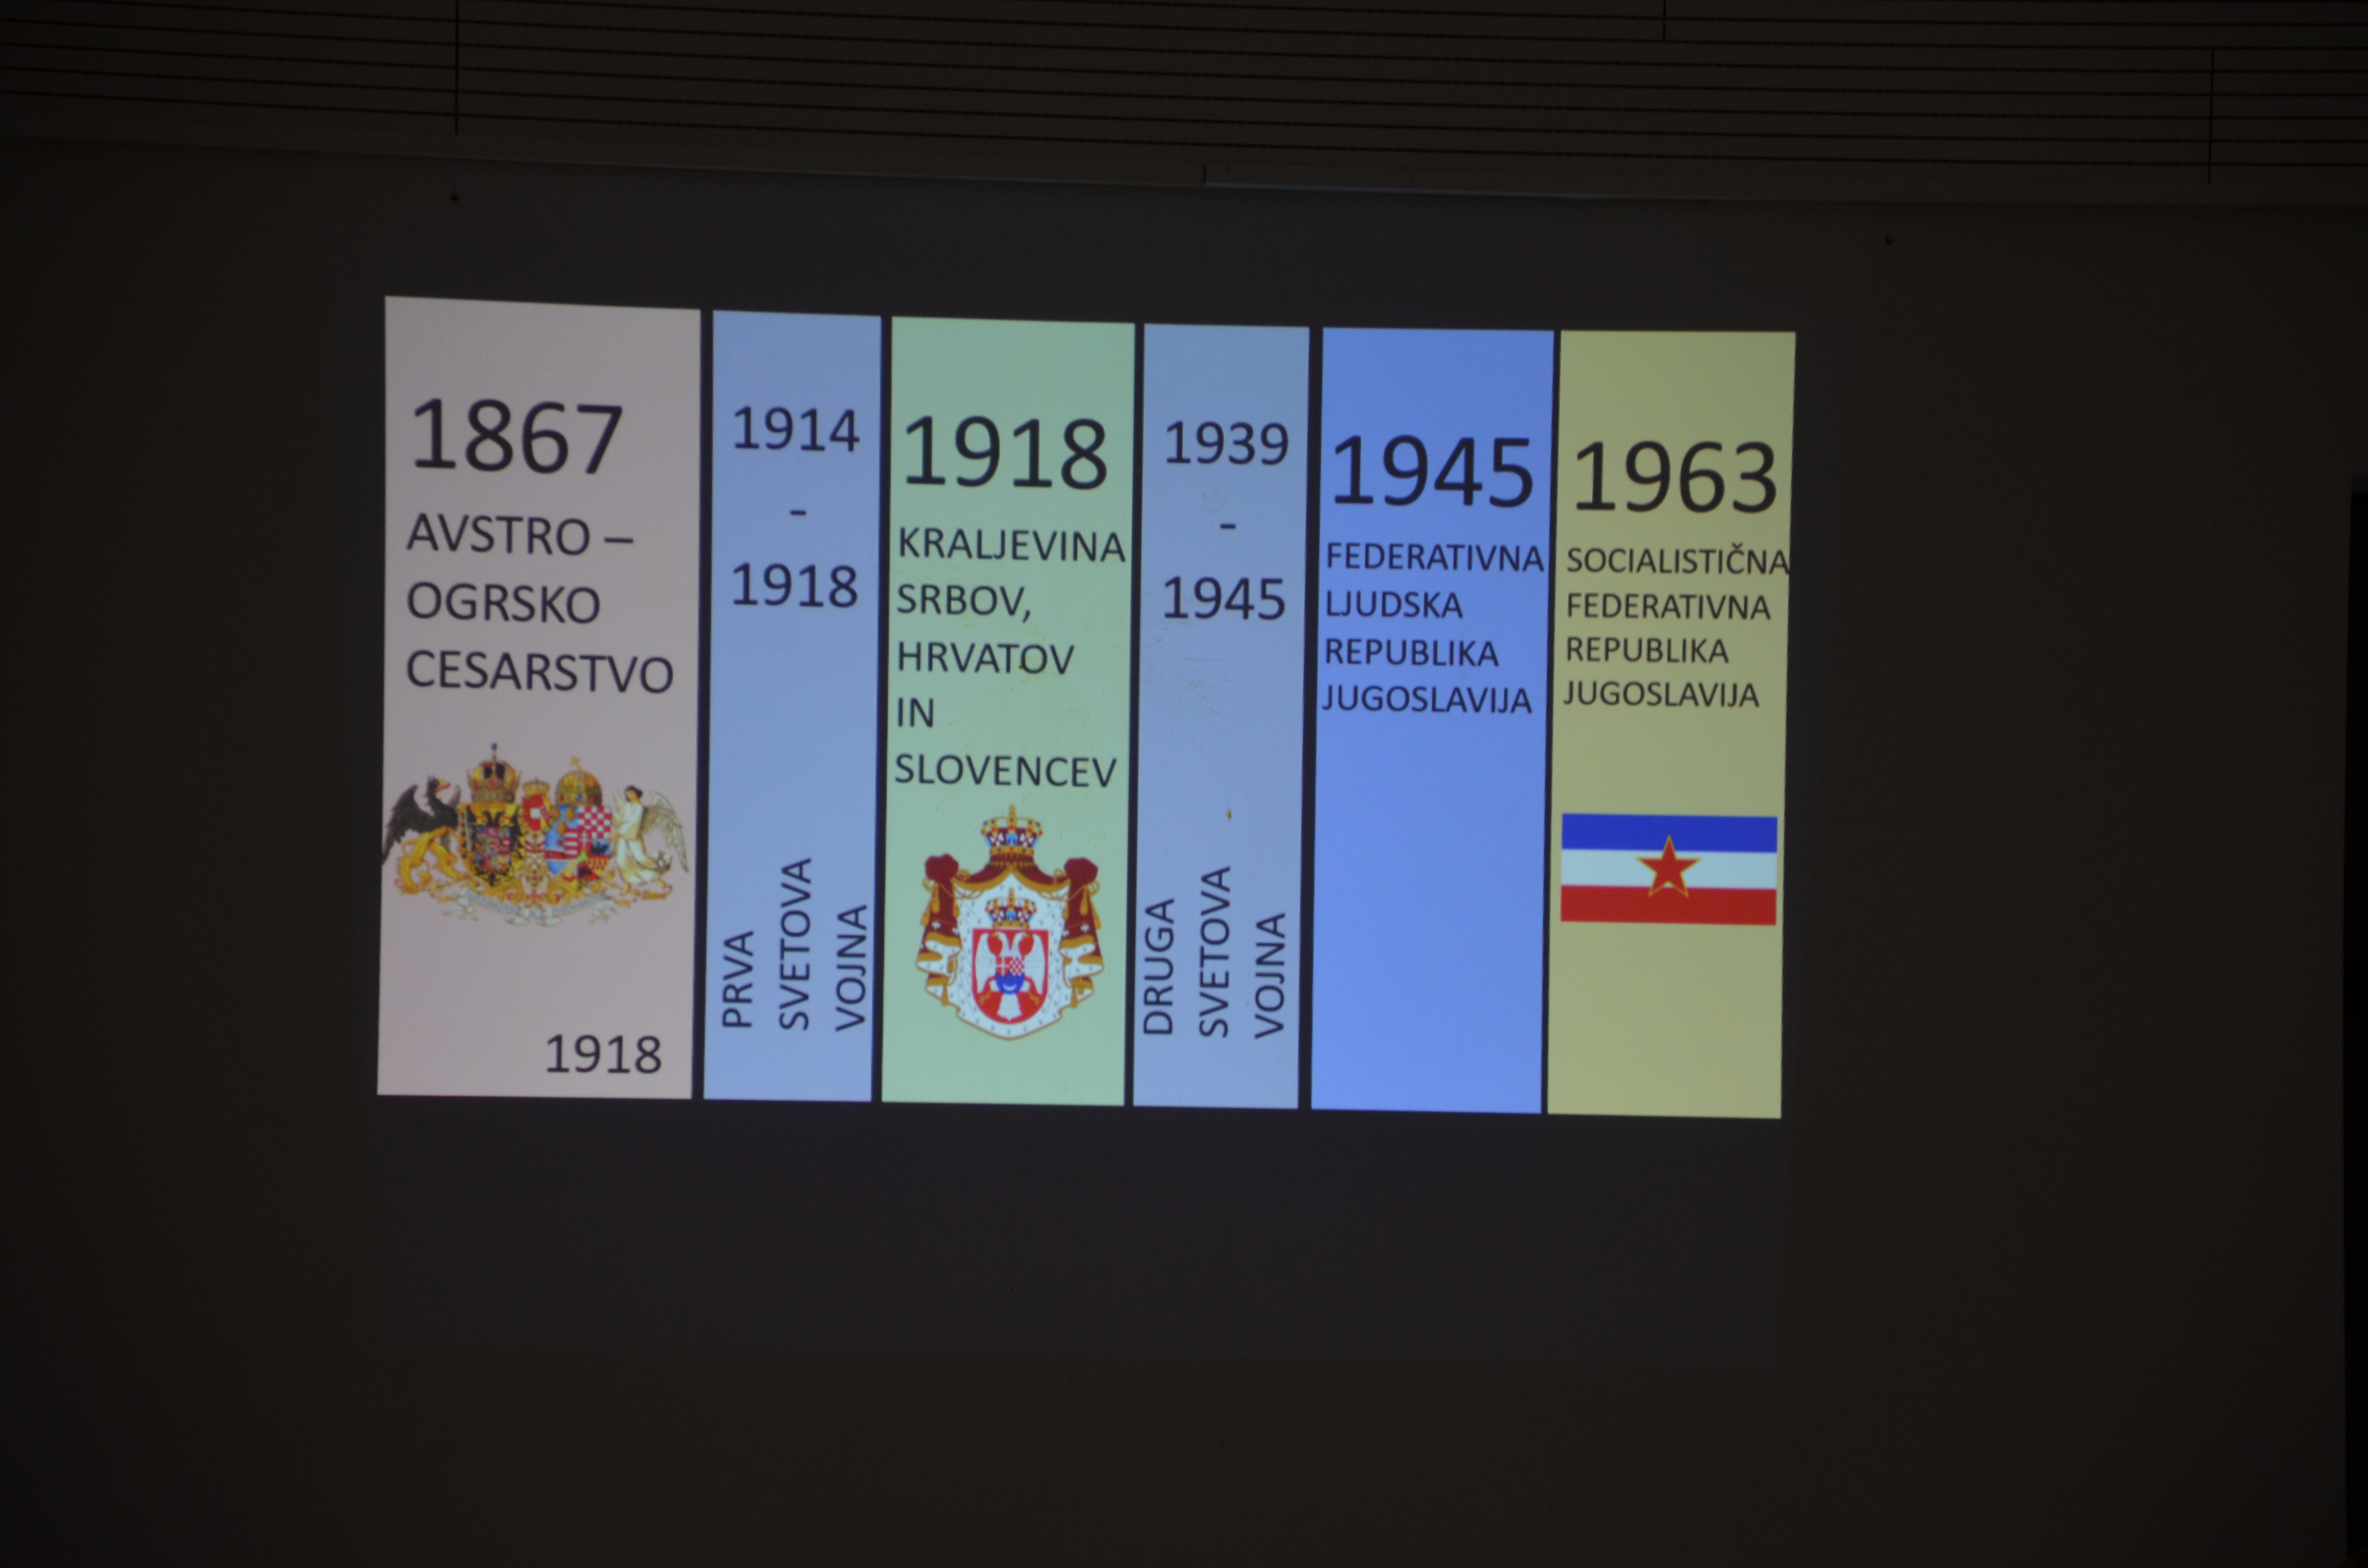 1867
AVSTRO –
OGRSKO
CESARSTVO
1918
1914
-
1918
PRVA
SVETOVA
VOJNA
1918
KRALJEVINA
SRBOV,
HRVATOV
IN
SLOVENCEV
1939
-
1945
DRUGA
SVETOVA
VOJNA
1945
FEDERATIVNA
LJUDSKA
REPUBLIKA
JUGOSLAVIJA
1963
SOCIALISTIČNA
FEDERATIVNA
REPUBLIKA
JUGOSLAVIJA